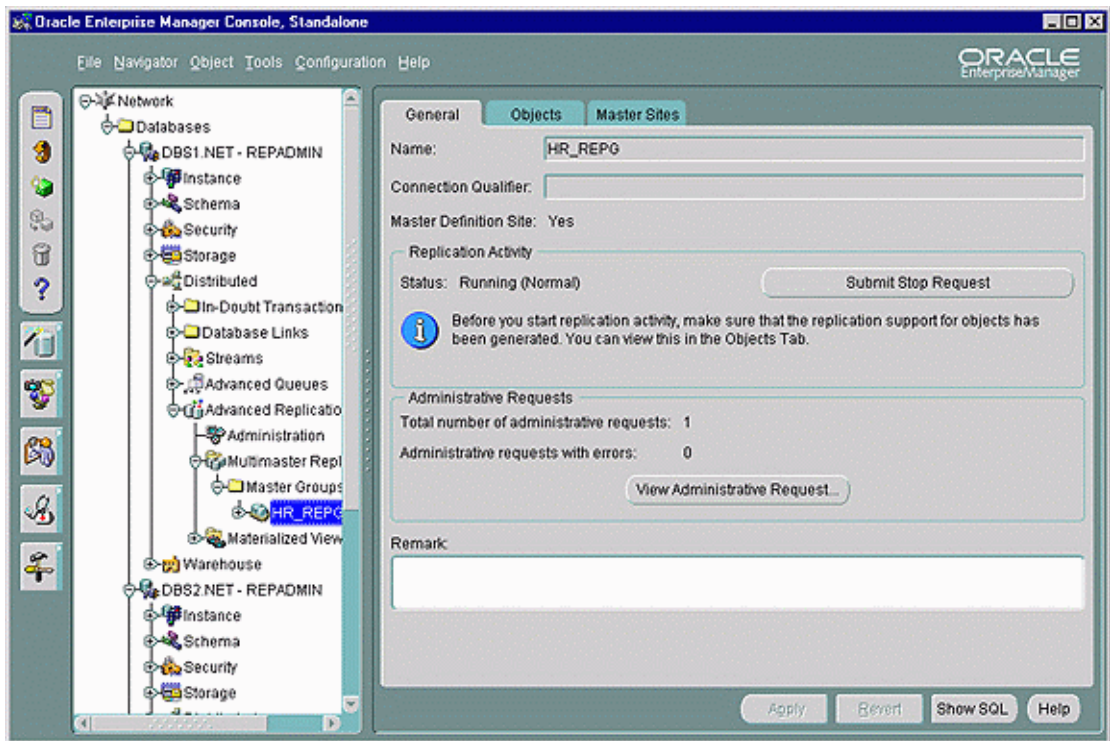 Oracle Enterprise Manager Console, Standalone
File Navigator Object Tools Configuration Help
ORACLE
EnterpriseManager
Network
Databases
DBS1.NET - REPADMIN
Instance
Schema
Security
Storage
Distributed
In-Doubt Transaction
Database Links
Streams
Advanced Queues
Advanced Replicatio
Administration
Multimaster Repl
Master Groups
HR_REPG
Materialized View
Warehouse
DBS2.NET - REPADMIN
Instance
Schema
Security
Storage
General Objects Master Sites
Name: HR_REPG
Connection Qualifier:
Master Definition Site: Yes
Replication Activity
Status: Running (Normal) Submit Stop Request
Before you start replication activity, make sure that the replication support for objects has
been generated. You can view this in the Objects Tab.
Administrative Requests
Total number of administrative requests: 1
Administrative requests with errors: 0
View Administrative Request...
Remark:
Apply Revert Show SQL Help